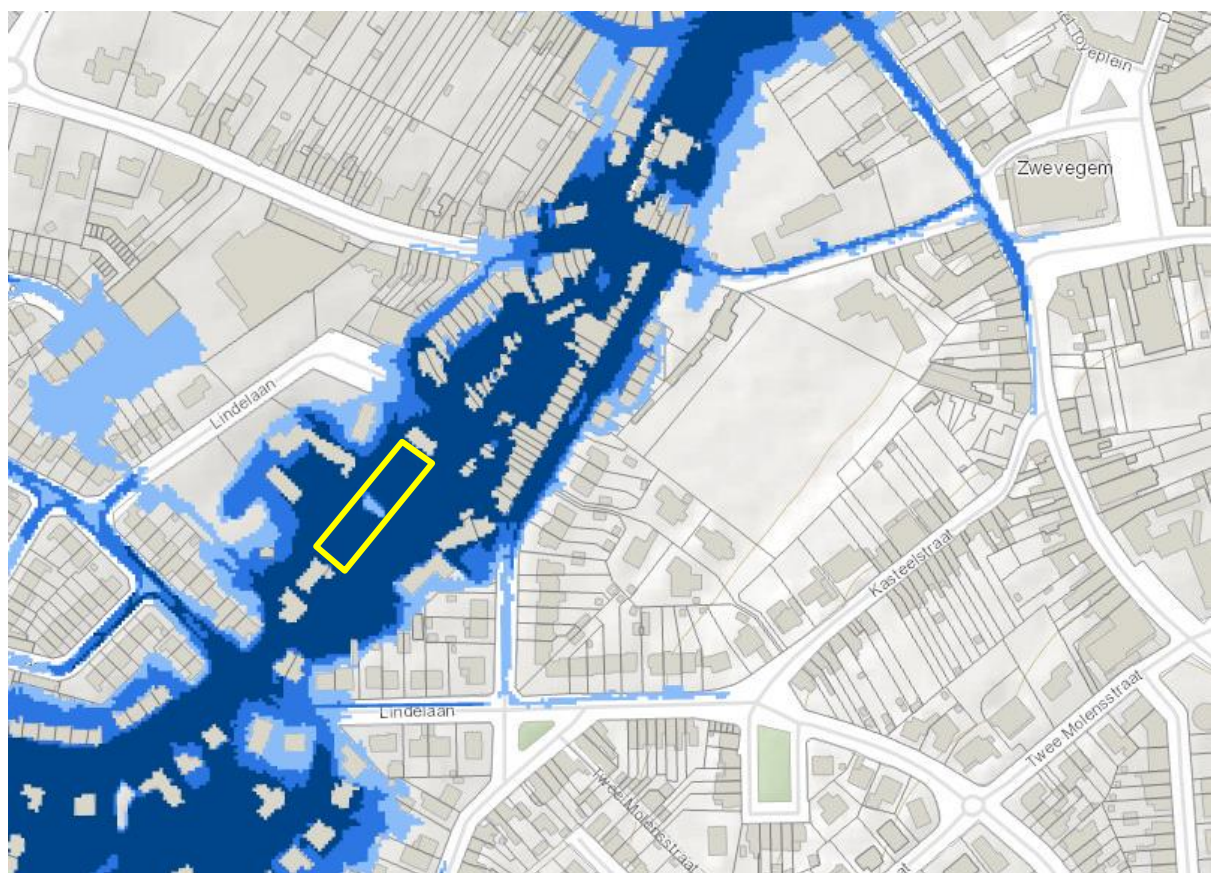 Zwevegem
Lindelaan
Kasteelstraat
Twee Molensstraat
Lindelaan
Twee Molensstraat